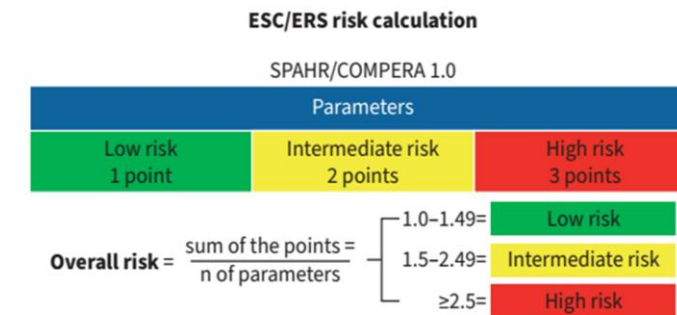 ESC/ERS risk calculation
SPAHR/COMPERA 1.0
Parameters
Low risk
1 point
Intermediate risk
2 points
High risk
3 points
Overall risk = sum of the points =
n of parameters
1.0–1.49= Low risk
1.5–2.49= Intermediate risk
≥2.5= High risk